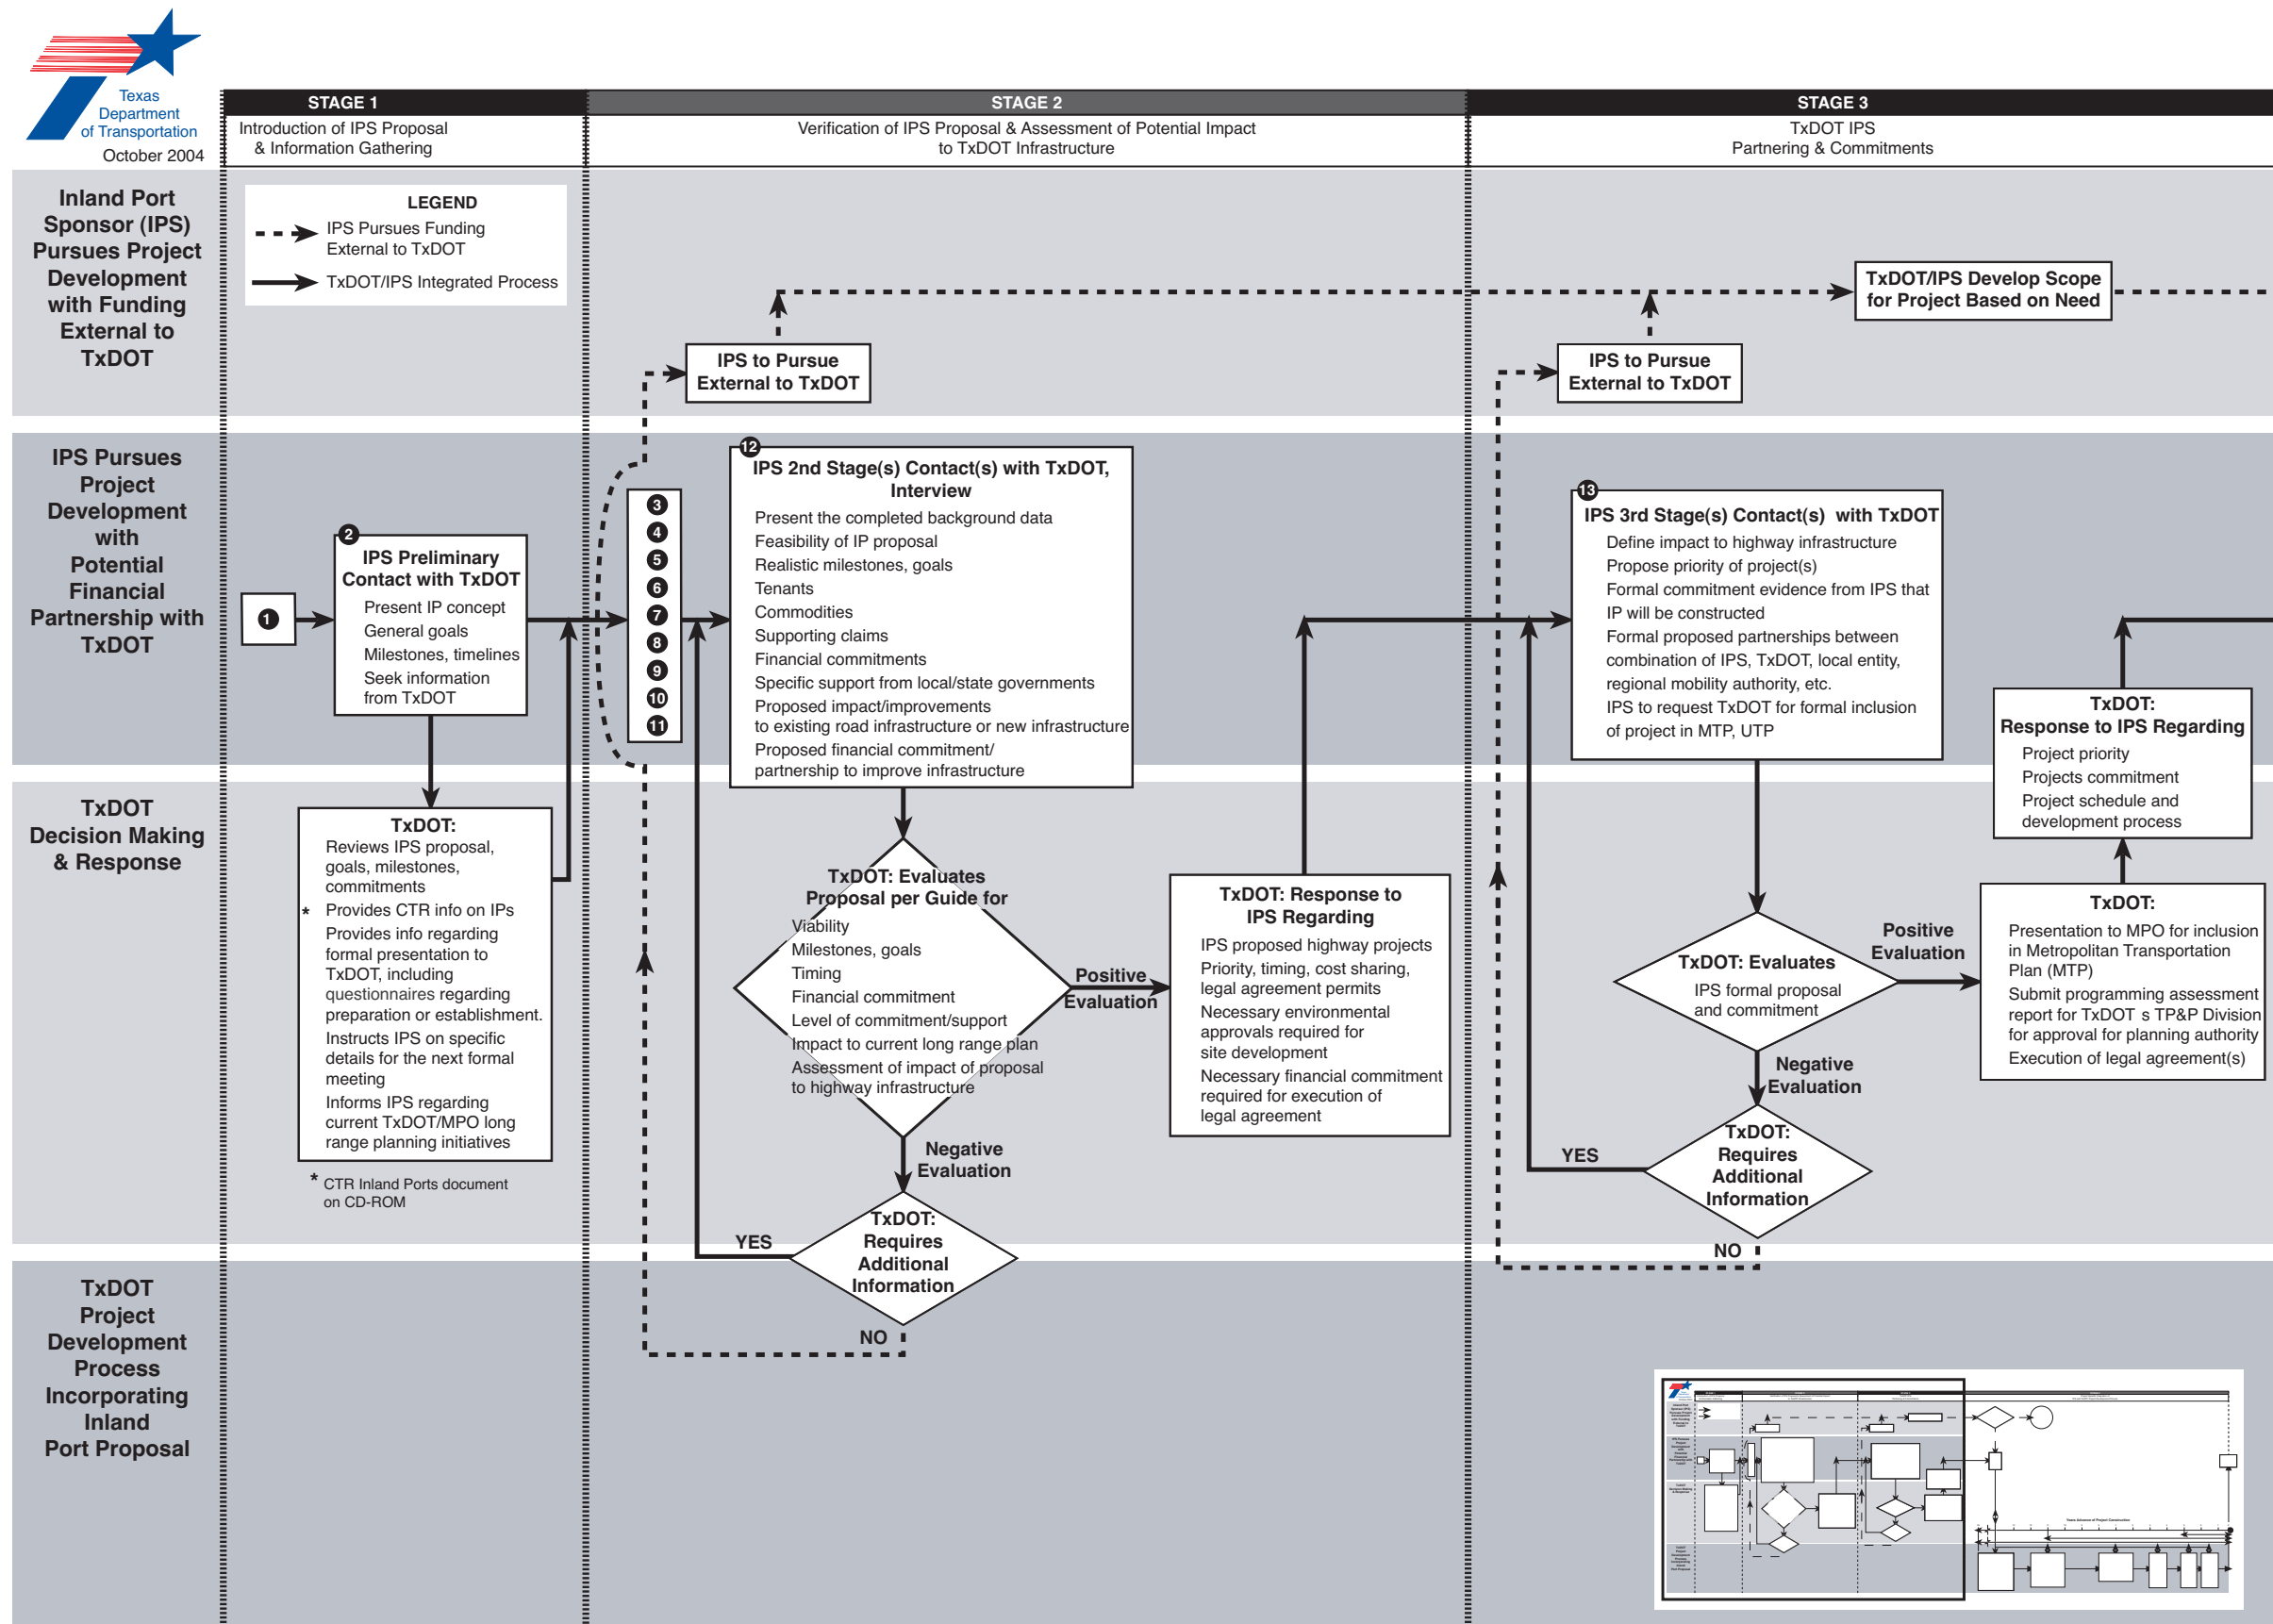 Texas
Department
of Transportation
October 2004
STAGE 1
STAGE 2
STAGE 3
Introduction of IPS Proposal
& Information Gathering
Verification of IPS Proposal & Assessment of Potential Impact
to TxDOT Infrastructure
TxDOT IPS
Partnering & Commitments
Inland Port
Sponsor (IPS)
Pursues Project
Development
with Funding
External to
TxDOT
LEGEND
IPS Pursues Funding
External to TxDOT
TxDOT/IPS Integrated Process
IPS to Pursue
External to TxDOT
IPS to Pursue
External to TxDOT
TxDOT/IPS Develop Scope
for Project Based on Need
IPS Pursues
Project
Development
with
Potential
Financial
Partnership with
TxDOT
1
2
IPS Preliminary
Contact with TxDOT
Present IP concept
General goals
Milestones, timelines
Seek information
from TxDOT
3
4
5
6
7
8
9
10
11
12
IPS 2nd Stage(s) Contact(s) with TxDOT,
Interview
Present the completed background data
Feasibility of IP proposal
Realistic milestones, goals
Tenants
Commodities
Supporting claims
Financial commitments
Specific support from local/state governments
Proposed impact/improvements
to existing road infrastructure or new infrastructure
Proposed financial commitment/
partnership to improve infrastructure
13
IPS 3rd Stage(s) Contact(s) with TxDOT
Define impact to highway infrastructure
Propose priority of project(s)
Formal commitment evidence from IPS that
IP will be constructed
Formal proposed partnerships between
combination of IPS, TxDOT, local entity,
regional mobility authority, etc.
IPS to request TxDOT for formal inclusion
of project in MTP, UTP
TxDOT:
Response to IPS Regarding
Project priority
Projects commitment
Project schedule and
development process
TxDOT
Decision Making
& Response
TxDOT:
Reviews IPS proposal,
goals, milestones,
commitments
* Provides CTR info on IPs
Provides info regarding
formal presentation to
TxDOT, including
questionnaires regarding
preparation or establishment.
Instructs IPS on specific
details for the next formal
meeting
Informs IPS regarding
current TxDOT/MPO long
range planning initiatives
* CTR Inland Ports document
on CD-ROM
TxDOT: Evaluates
Proposal per Guide for
Viability
Milestones, goals
Timing
Financial commitment
Level of commitment/support
Impact to current long range plan
Assessment of impact of proposal
to highway infrastructure
Positive
Evaluation
Negative
Evaluation
TxDOT:
Requires
Additional
Information
YES
NO
TxDOT: Response to
IPS Regarding
IPS proposed highway projects
Priority, timing, cost sharing,
legal agreement permits
Necessary environmental
approvals required for
site development
Necessary financial commitment
required for execution of
legal agreement
TxDOT: Evaluates
IPS formal proposal
and commitment
Positive
Evaluation
Negative
Evaluation
TxDOT:
Requires
Additional
Information
YES
NO
TxDOT:
Presentation to MPO for inclusion
in Metropolitan Transportation
Plan (MTP)
Submit programming assessment
report for TxDOT s TP&P Division
for approval for planning authority
Execution of legal agreement(s)
TxDOT
Project
Development
Process
Incorporating
Inland
Port Proposal
Years Advance of Project Construction